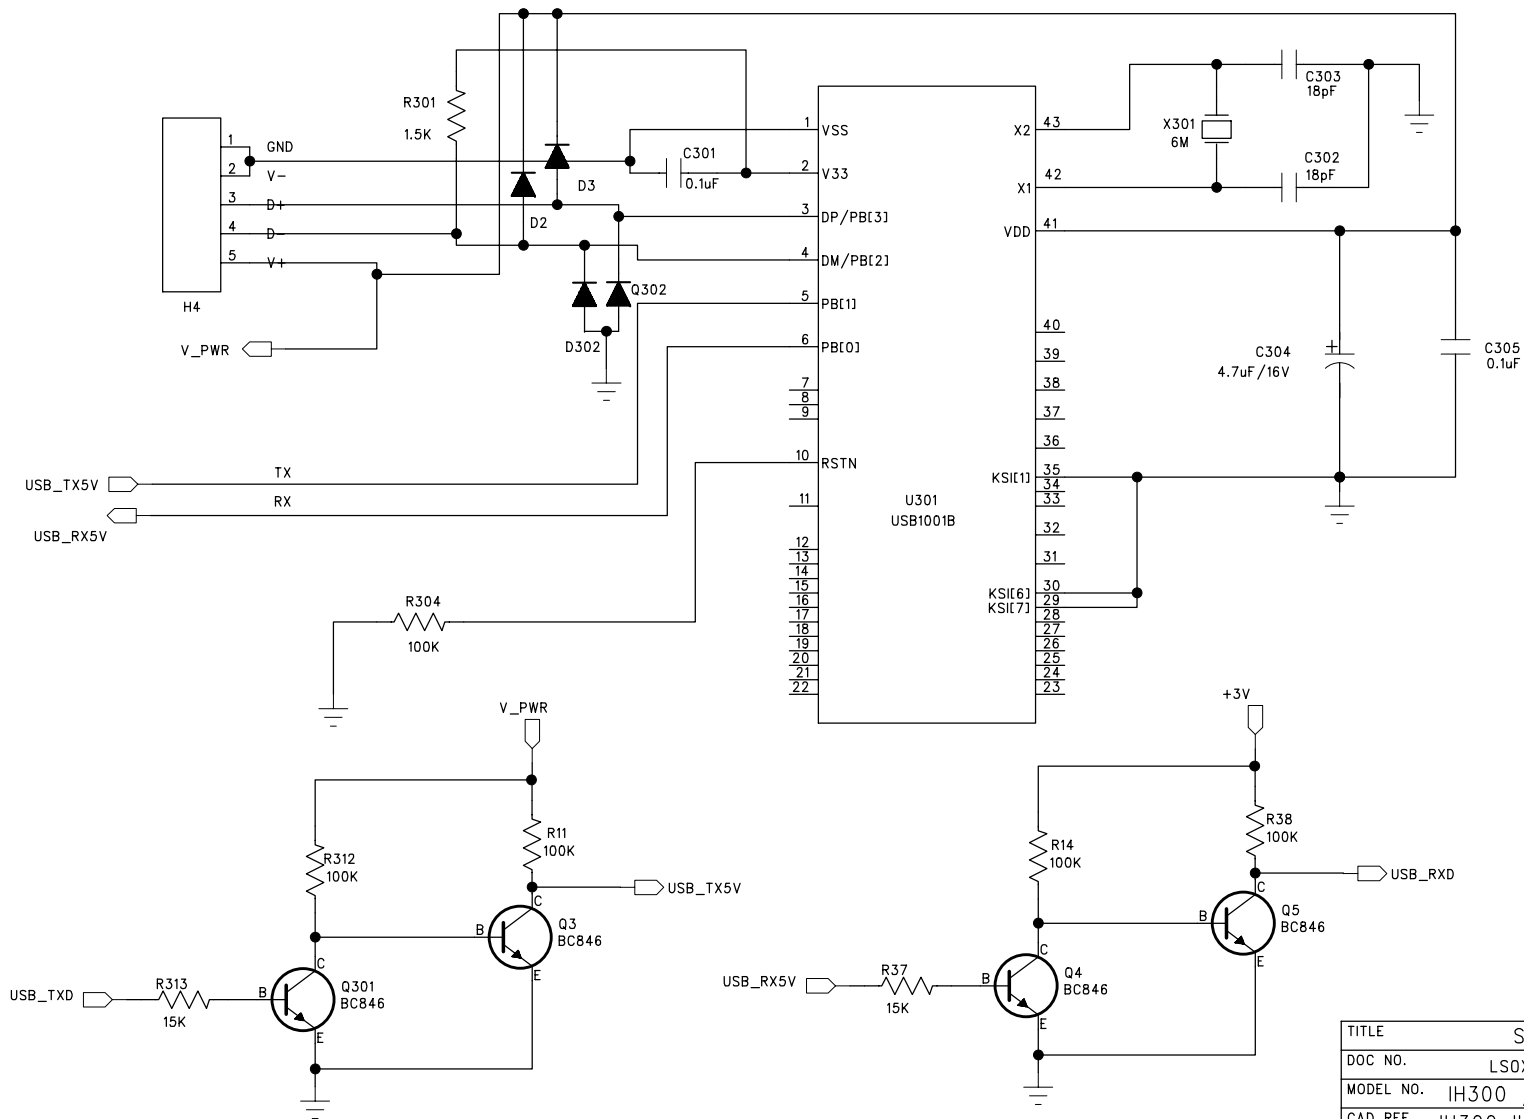 R301
1.5K
1
GND
2
V-
3
D+
4
D-
5
V+
H4
V_PWR
D3
D2
C301
0.1uF
Q302
D302
1
VSS
2
V33
3
DP/PB[3]
4
DM/PB[2]
5
PB[1]
6
PB[0]
7
8
9
10
RSTN
11
12
13
14
15
16
17
18
19
20
21
22
U301
USB1001B
X2
43
X1
42
VDD
41
40
39
38
37
36
KSI[1]
35
34
33
32
31
KSI[6]
30
KSI[7]
29
28
27
26
25
24
23
X301
6M
C303
18pF
C302
18pF
C304
4.7uF/16V
+
C305
0.1uF
USB_TX5V
TX
RX
USB_RX5V
R304
100K
V_PWR
R312
100K
R11
100K
USB_TX5V
C
B
Q3
BC846
E
C
USB_TXD
R313
15K
B
Q301
BC846
E
+3V
R14
100K
R38
100K
USB_RXD
C
B
Q5
BC846
E
C
USB_RX5V
R37
15K
B
Q4
BC846
E
TITLE S
DOC NO. LS0X
MODEL NO. IH300